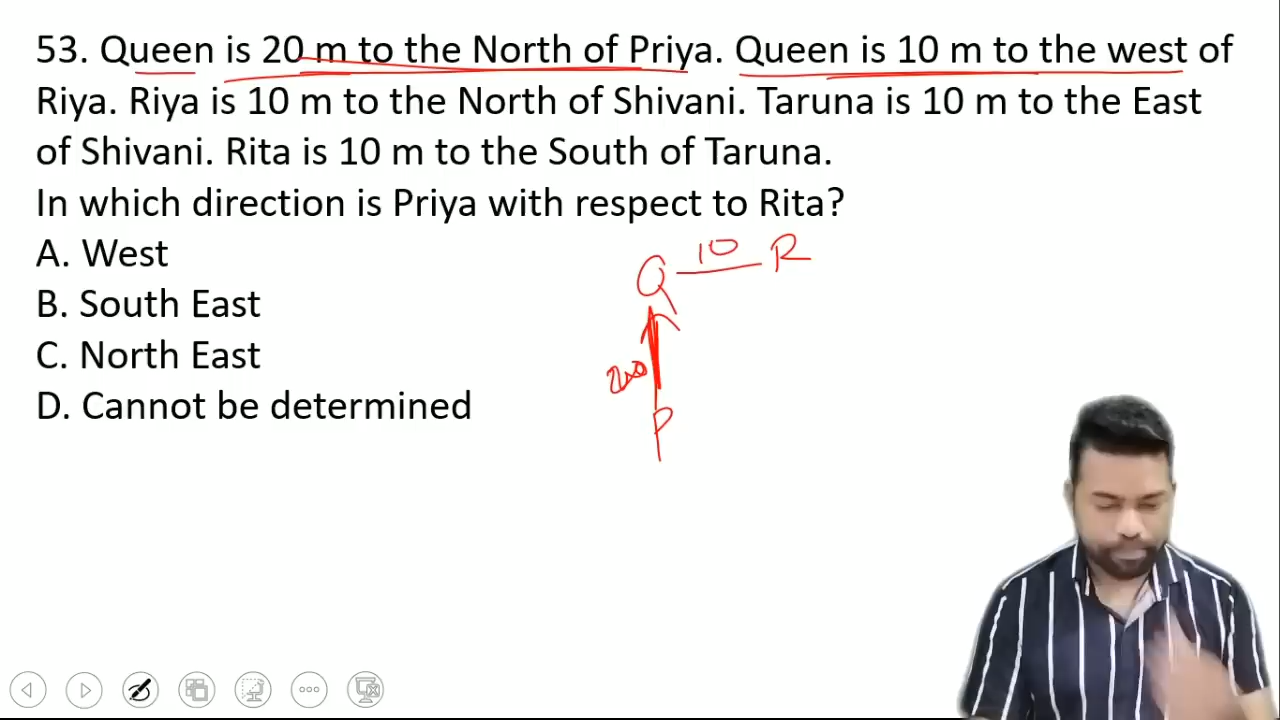 53. Queen is 20 m to the North of Priya. Queen is 10 m to the west of
Riya. Riya is 10 m to the North of Shivani. Taruna is 10 m to the East
of Shivani. Rita is 10 m to the South of Taruna.
In which direction is Priya with respect to Rita?
A. West
B. South East
C. North East
D. Cannot be determined
Q 10 R
20
P